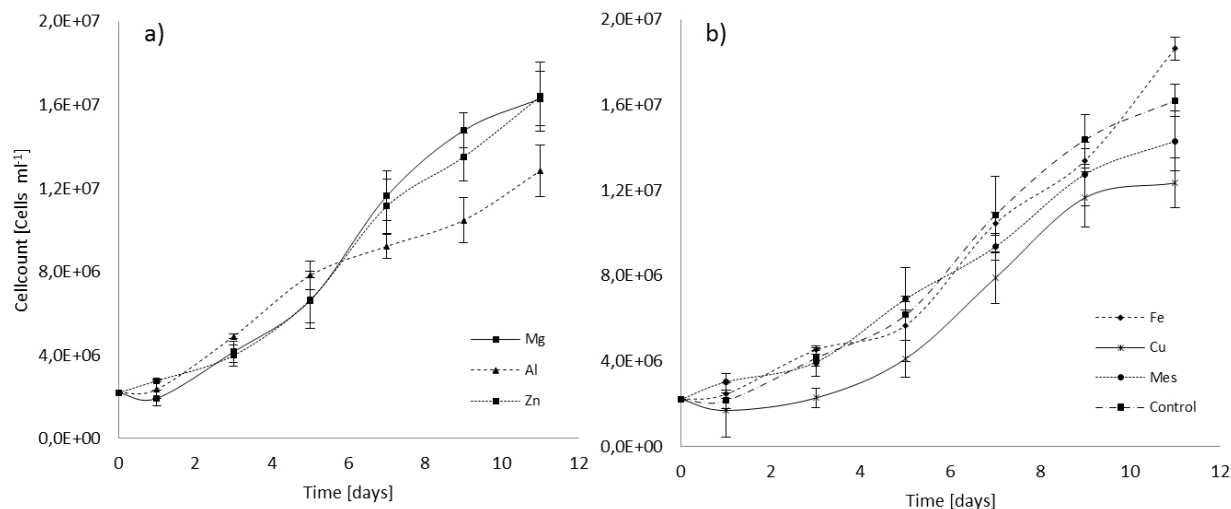 a)
2,0E+07
1,6E+07
1,2E+07
8,0E+06
4,0E+06
0,0E+00
Cellcount [Cells ml-1]
0 2 4 6 8 10 12
Time [days]
Mg
Al
Zn
b)
2,0E+07
1,6E+07
1,2E+07
8,0E+06
4,0E+06
0,0E+00
0 2 4 6 8 10 12
Time [days]
Fe
Cu
Mes
Control